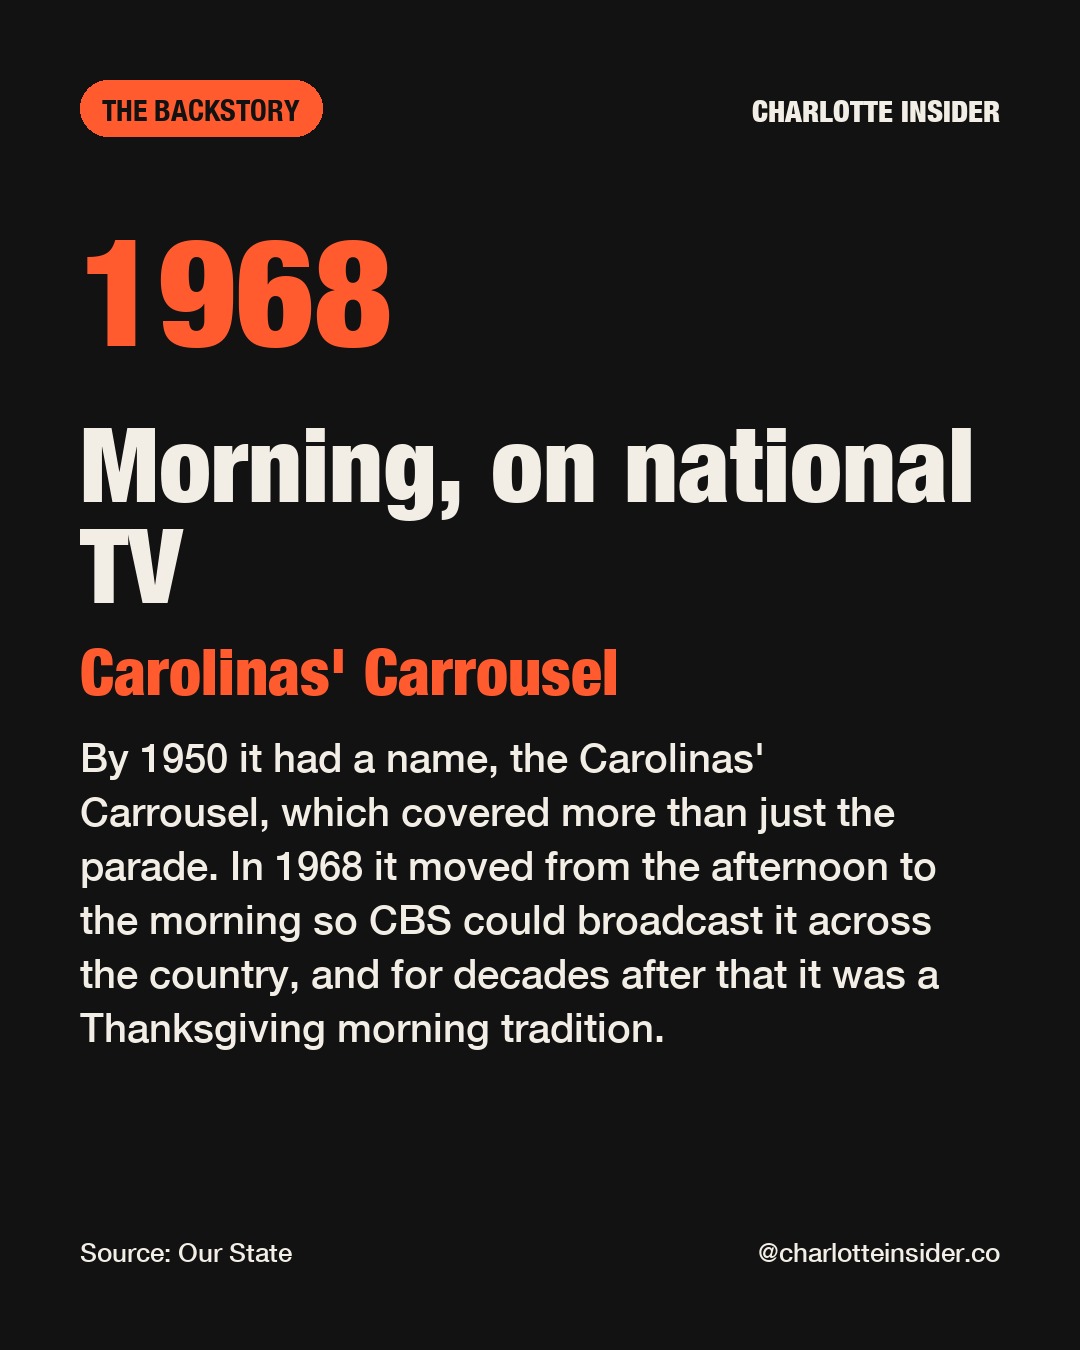 THE BACKSTORY
CHARLOTTE INSIDER
1968
Morning, on national
TV
Carolinas' Carrousel
By 1950 it had a name, the Carolinas'
Carrousel, which covered more than just the
parade. In 1968 it moved from the afternoon to
the morning so CBS could broadcast it across
the country, and for decades after that it was a
Thanksgiving morning tradition.
Source: Our State
@charlotteinsider.co